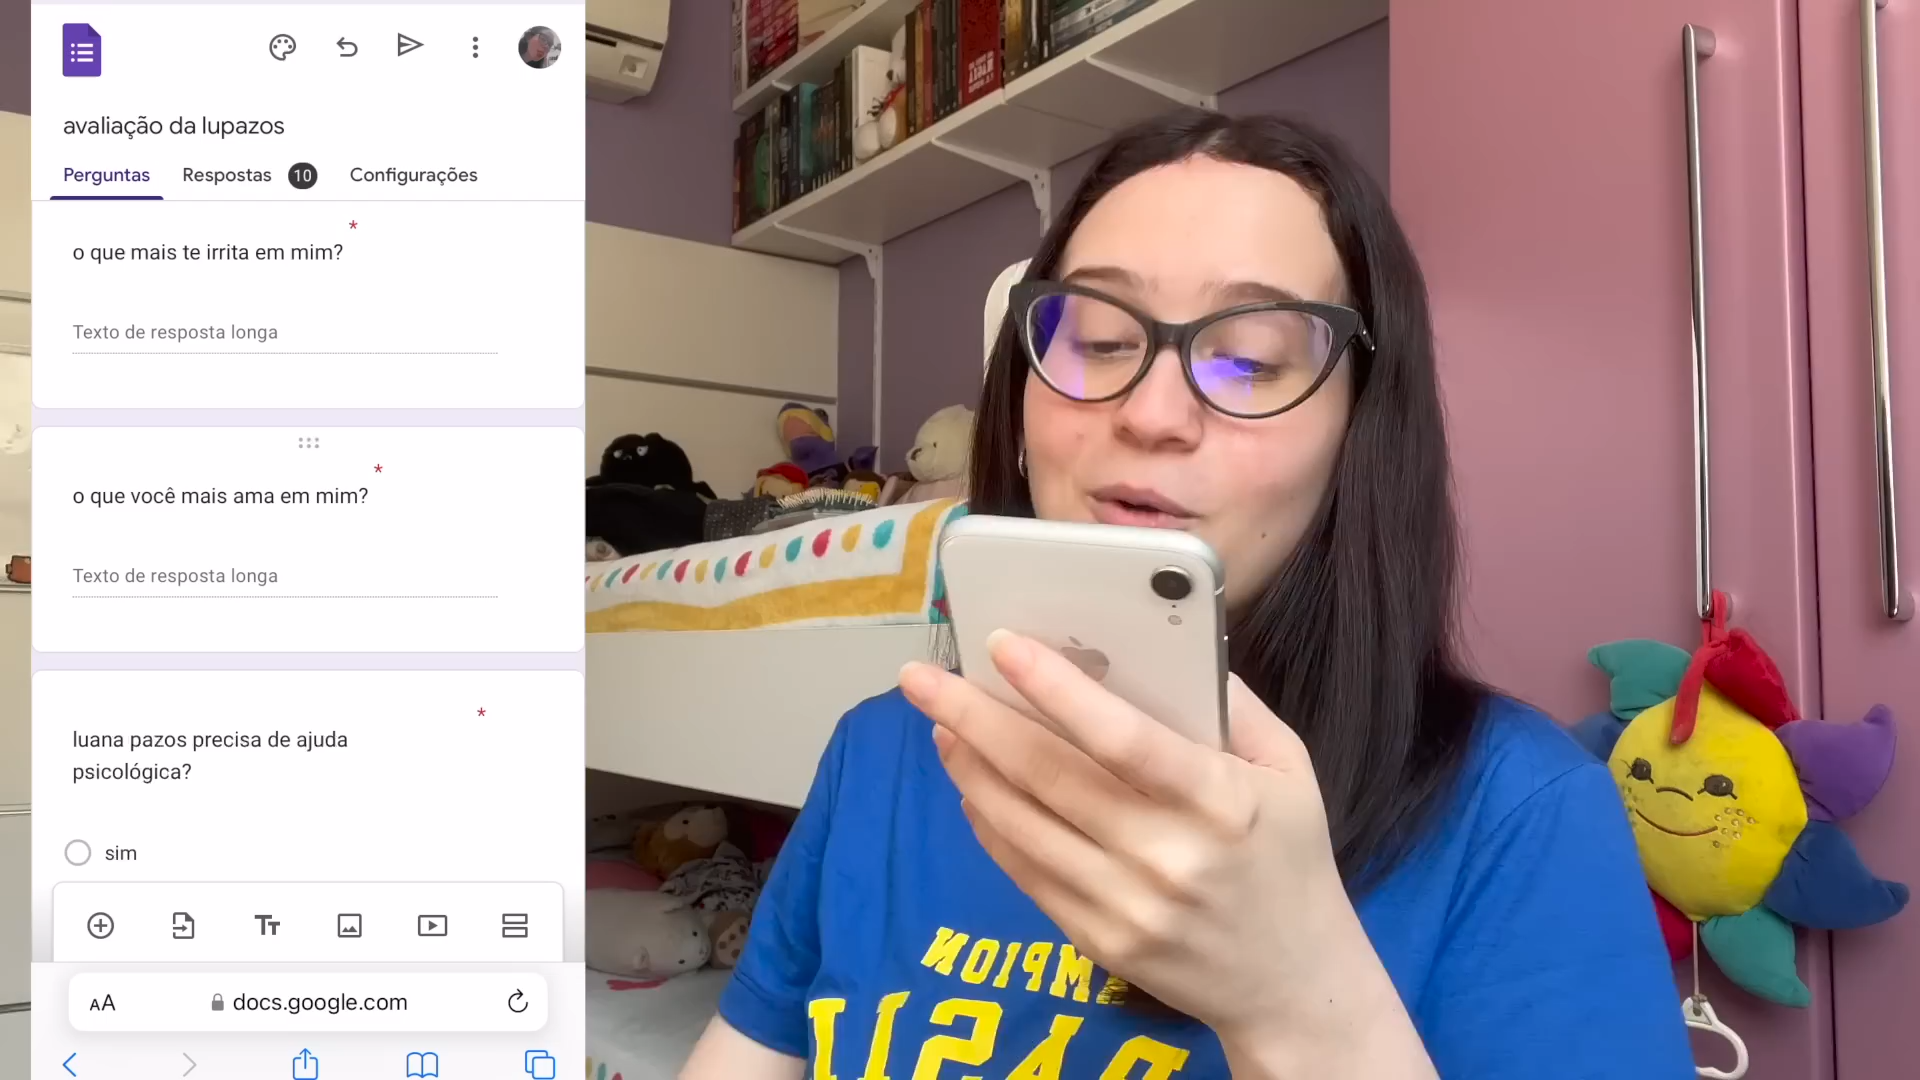 avaliação da lupazos
Perguntas Respostas 10 Configurações
o que mais te irrita em mim? *
Texto de resposta longa
o que você mais ama em mim? *
Texto de resposta longa
luana pazos precisa de ajuda *
psicológica?
sim
Tт
AA docs.google.com